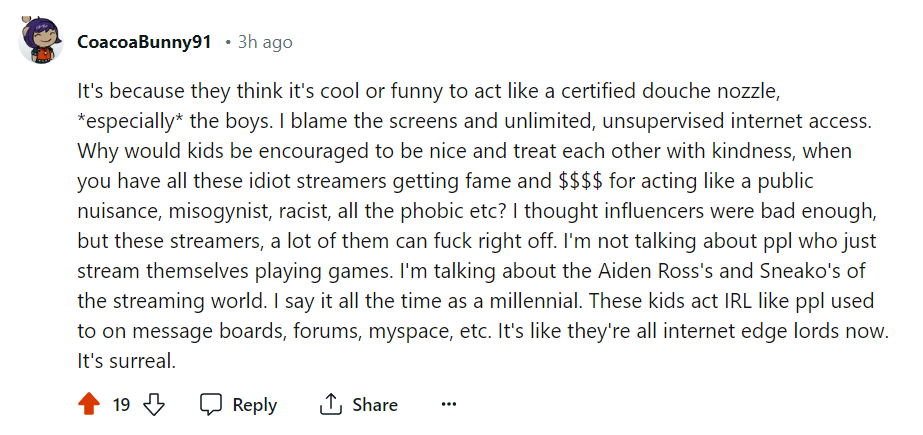 CoacoaBunny91 • 3h ago
It's because they think it's cool or funny to act like a certified douche nozzle,
*especially* the boys. I blame the screens and unlimited, unsupervised internet access.
Why would kids be encouraged to be nice and treat each other with kindness, when
you have all these idiot streamers getting fame and $$$$ for acting like a public
nuisance, misogynist, racist, all the phobic etc? I thought influencers were bad enough,
but these streamers, a lot of them can fuck right off. I'm not talking about ppl who just
stream themselves playing games. I'm talking about the Aiden Ross's and Sneako's of
the streaming world. I say it all the time as a millennial. These kids act IRL like ppl used
to on message boards, forums, myspace, etc. It's like they're all internet edge lords now.
It's surreal.
19 Reply Share ...